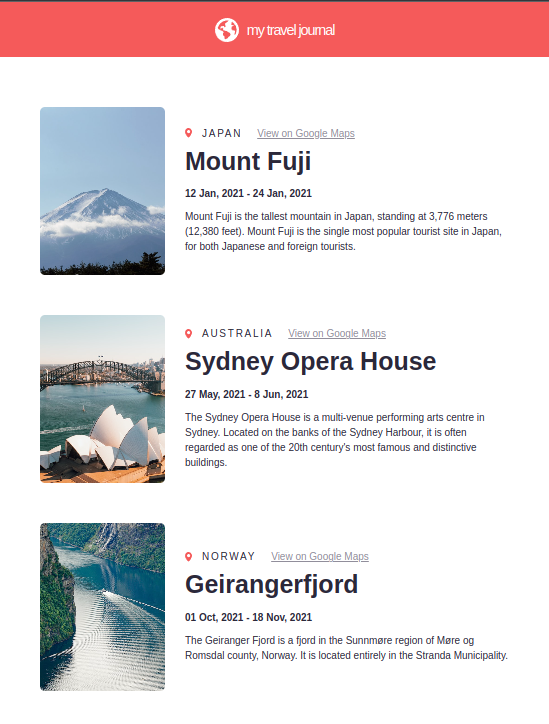 my travel journal
JAPAN View on Google Maps
Mount Fuji
12 Jan, 2021 - 24 Jan, 2021
Mount Fuji is the tallest mountain in Japan, standing at 3,776 meters
(12,380 feet). Mount Fuji is the single most popular tourist site in Japan,
for both Japanese and foreign tourists.
AUSTRALIA View on Google Maps
Sydney Opera House
27 May, 2021 - 8 Jun, 2021
The Sydney Opera House is a multi-venue performing arts centre in
Sydney. Located on the banks of the Sydney Harbour, it is often
regarded as one of the 20th century's most famous and distinctive
buildings.
NORWAY View on Google Maps
Geirangerfjord
01 Oct, 2021 - 18 Nov, 2021
The Geiranger Fjord is a fjord in the Sunnmøre region of Møre og
Romsdal county, Norway. It is located entirely in the Stranda Municipality.